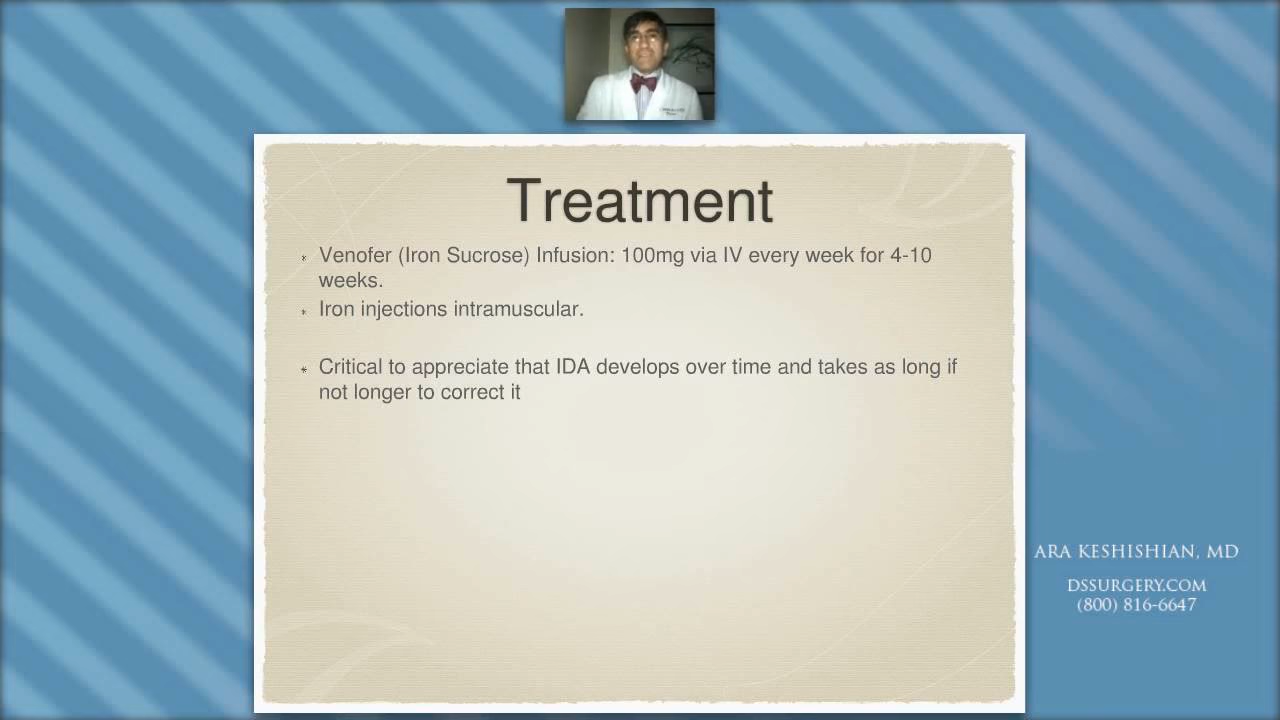 Treatment
* Venofer (Iron Sucrose) Infusion: 100mg via IV every week for 4-10
weeks.
* Iron injections intramuscular.
* Critical to appreciate that IDA develops over time and takes as long if
not longer to correct it
ARA KESHISHIAN, MD
DSSURGERY.COM
(800) 816-6647